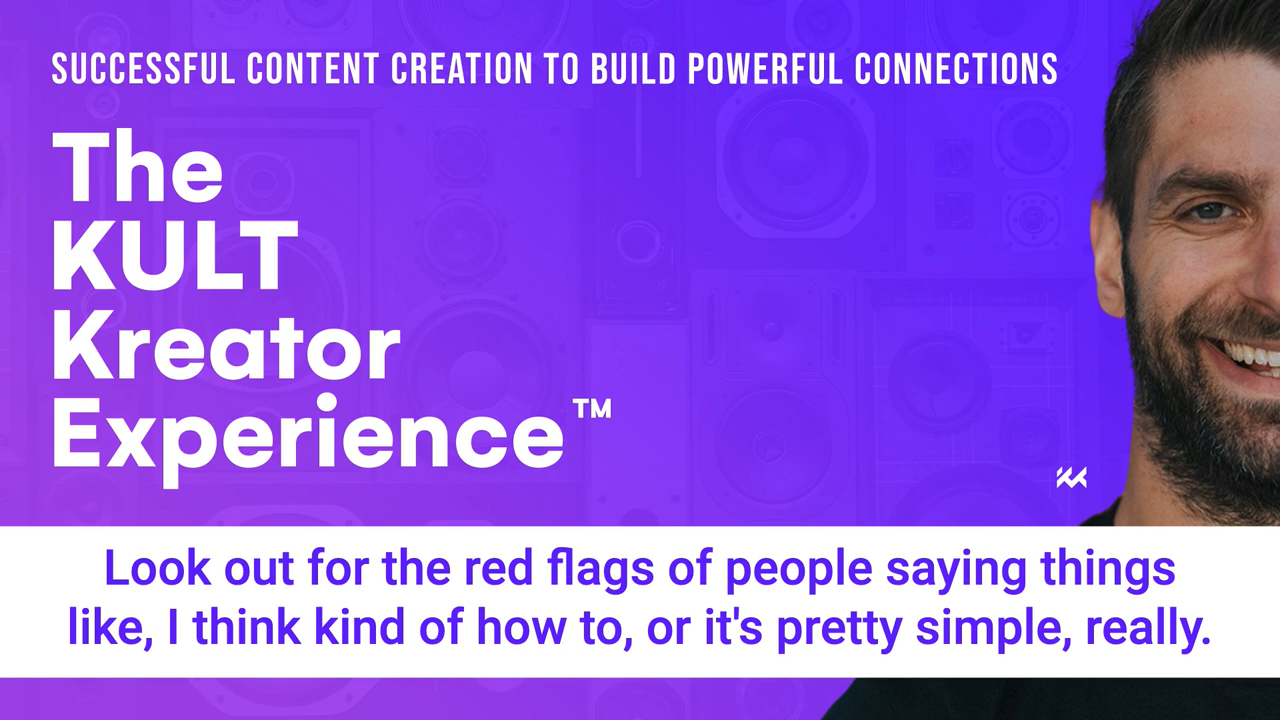 SUCCESSFUL CONTENT CREATION TO BUILD POWERFUL CONNECTIONS
The
KULT
Kreator
Experience™
Look out for the red flags of people saying things
like, I think kind of how to, or it's pretty simple, really.